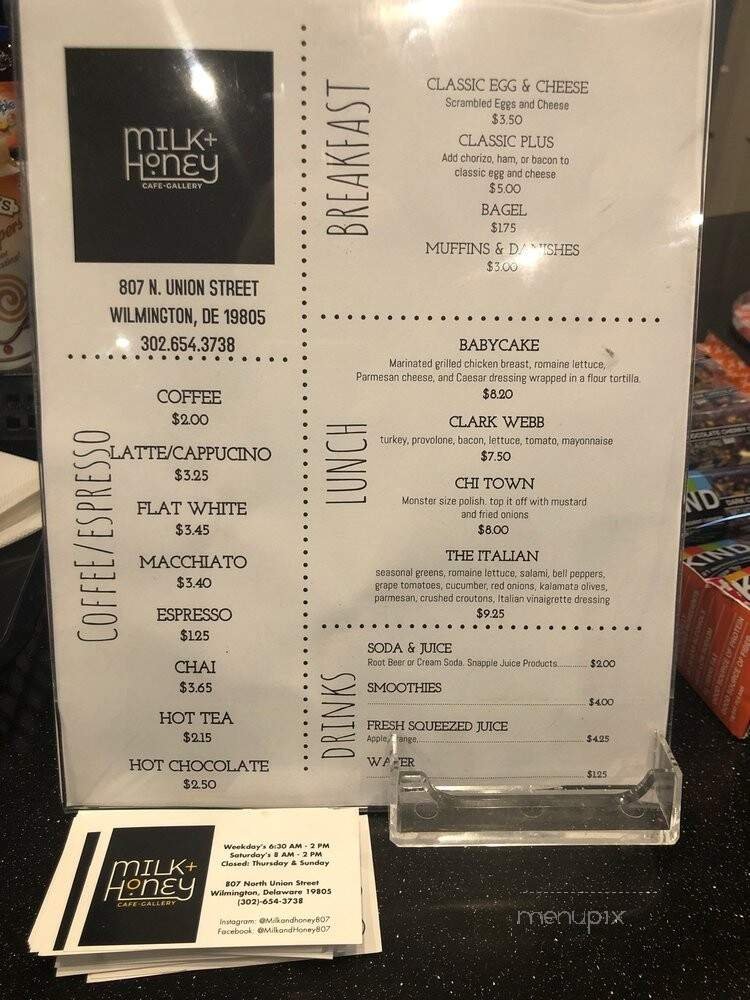 MILK+
HONEY
CAFE-GALLERY
807 N. UNION STREET
WILMINGTON, DE 19805
302.654.3738
COFFEE/ESPRESSO
COFFEE
$2.00
LATTE/CAPPUCINO
$3.25
FLAT WHITE
$3.45
MACCHIATO
$3.40
ESPRESSO
$1.25
CHAI
$3.65
HOT TEA
$2.15
HOT CHOCOLATE
$2.50
BREAKFAST
CLASSIC EGG & CHEESE
Scrambled Eggs and Cheese
$3.50
CLASSIC PLUS
Add chorizo, ham, or bacon to
classic egg and cheese
$5.00
BAGEL
$1.75
MUFFINS & DANISHES
$3.00
LUNCH
BABYCAKE
Marinated grilled chicken breast, romaine lettuce,
Parmesan cheese, and Caesar dressing wrapped in a flour tortilla.
$8.20
CLARK WEBB
turkey, provolone, bacon, lettuce, tomato, mayonnaise
$7.50
CHI TOWN
Monster size polish. top it off with mustard
and fried onions
$8.00
THE ITALIAN
seasonal greens, romaine lettuce, salami, bell peppers,
grape tomatoes, cucumber, red onions, kalamata olives,
parmesan, crushed croutons, Italian vinaigrette dressing
$9.25
DRINKS
SODA & JUICE
Root Beer or Cream Soda. Snapple Juice Products............ $2.00
SMOOTHIES
$4.00
FRESH SQUEEZED JUICE
Apple, Orange. $4.25
WATER
$1.25
MILK+
HONEY
CAFE-GALLERY
Weekday's 6:30 AM - 2 PM
Saturday's 8 AM - 2 PM
Closed: Thursday & Sunday
807 North Union Street
Wilmington, Delaware 19805
(302)-654-3738
Instagram: @Milkandhoney807
Facebook: @MilkandHoney807
KIND
menupix